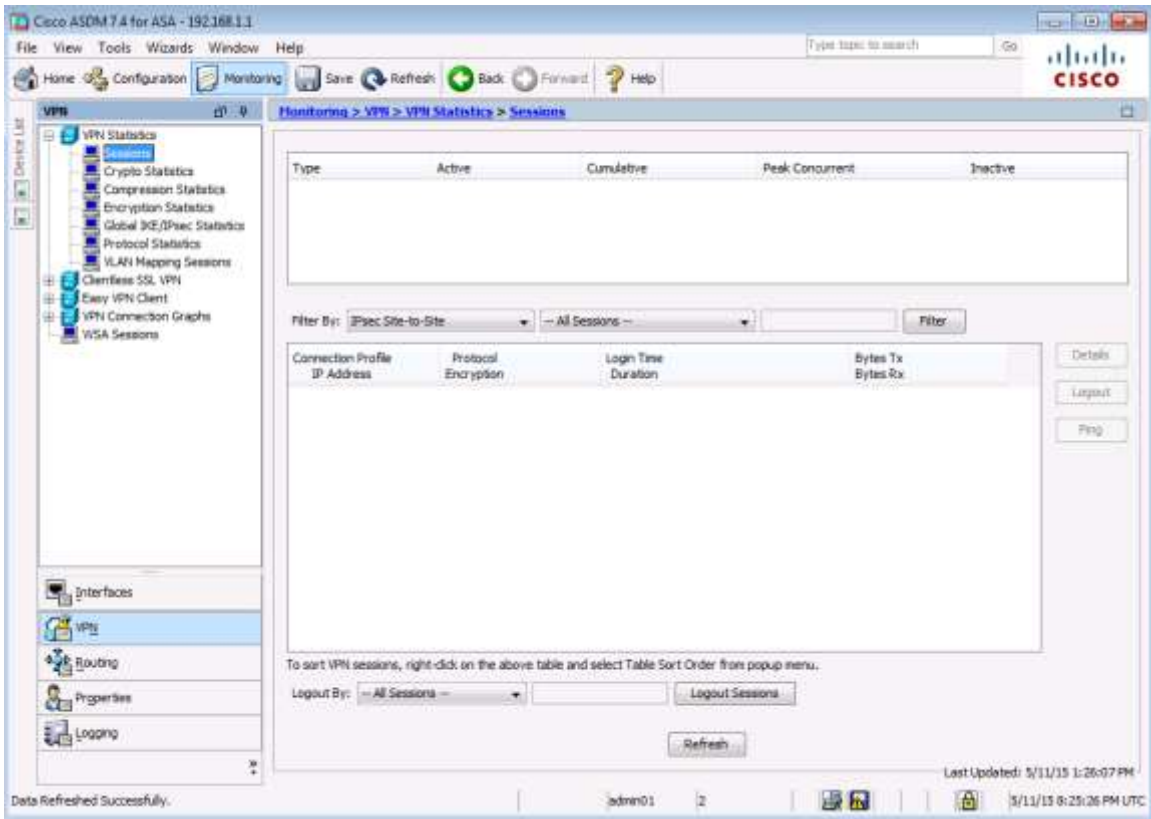 Cisco ASDM 7.4 for ASA - 192.168.1.1
File View Tools Wizards Window Help
Type topic to search Go
Home Configuration Monitoring Save Refresh Back Forward Help
CISCO
Device List
VPN
VPN Statistics
Sessions
Crypto Statistics
Compression Statistics
Encryption Statistics
Global IKE/IPsec Statistics
Protocol Statistics
VLAN Mapping Sessions
Clientless SSL VPN
Easy VPN Client
VPN Connection Graphs
WSA Sessions
Interfaces
VPN
Routing
Properties
Logging
Monitoring > VPN > VPN Statistics > Sessions
Type Active Cumulative Peak Concurrent Inactive
Filter By: IPsec Site-to-Site -- All Sessions -- Filter
Connection Profile Protocol Login Time Bytes Tx
IP Address Encryption Duration Bytes Rx
Details
Logout
Ping
To sort VPN sessions, right-click on the above table and select Table Sort Order from popup menu.
Logout By: -- All Sessions -- Logout Sessions
Refresh
Last Updated: 5/11/15 1:26:07 PM
Data Refreshed Successfully. admin01 2 5/11/15 8:25:26 PM UTC